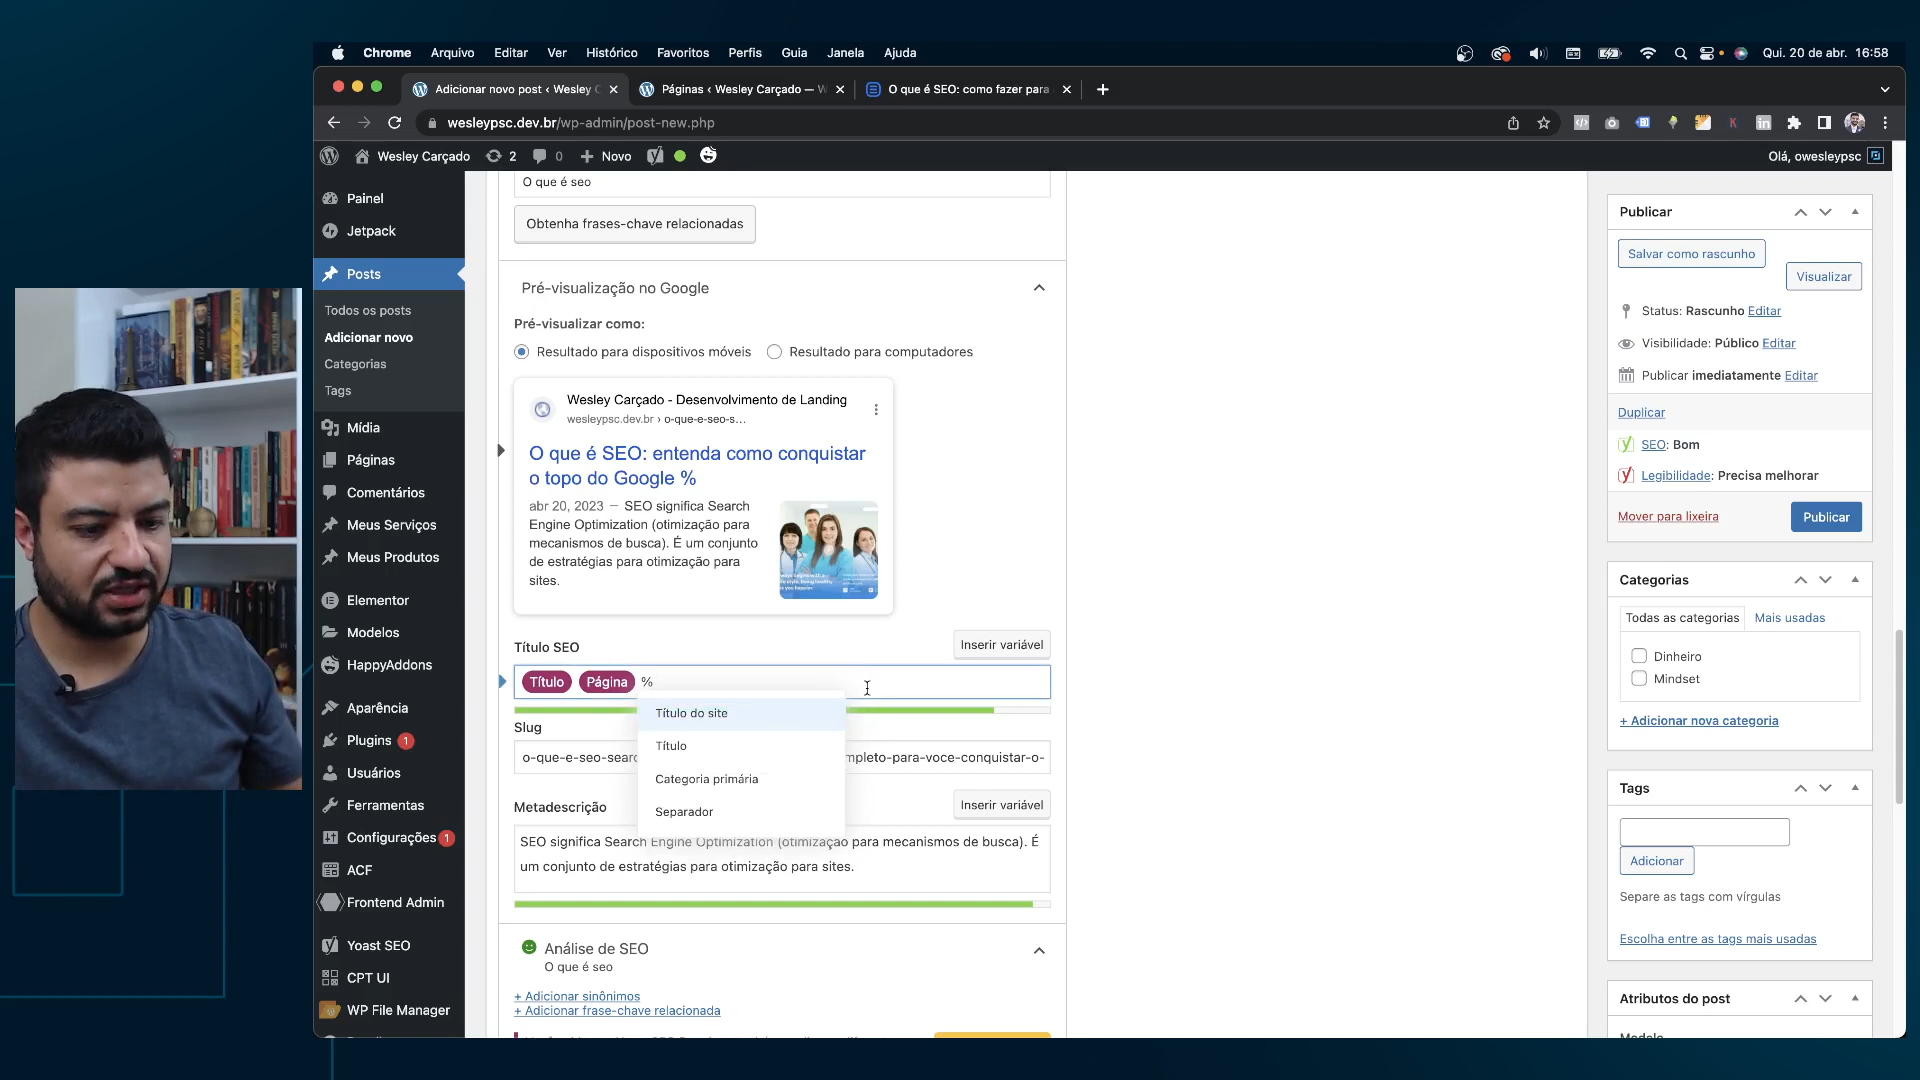 Chrome Arquivo Editar Ver Histórico Favoritos Perfis Guia Janela Ajuda
Qui. 20 de abr. 16:58
Adicionar novo post ‹ Wesley C
Páginas ‹ Wesley Carçado — W
O que é SEO: como fazer para
wesleypsc.dev.br/wp-admin/post-new.php
Wesley Carçado 2 0 Novo
Olá, owesleypsc
Painel
Jetpack
Posts
Todos os posts
Adicionar novo
Categorias
Tags
Mídia
Páginas
Comentários
Meus Serviços
Meus Produtos
Elementor
Modelos
HappyAddons
Aparência
Plugins 1
Usuários
Ferramentas
Configurações 1
ACF
Frontend Admin
Yoast SEO
CPT UI
WP File Manager
O que é seo
Obtenha frases-chave relacionadas
Pré-visualização no Google
Pré-visualizar como:
Resultado para dispositivos móveis Resultado para computadores
Wesley Carçado - Desenvolvimento de Landing
wesleypsc.dev.br › o-que-e-seo-s...
O que é SEO: entenda como conquistar
o topo do Google %
abr 20, 2023 － SEO significa Search
Engine Optimization (otimização para
mecanismos de busca). É um conjunto
de estratégias para otimização para
sites.
Título SEO
Inserir variável
Título Página %
Título do site
Título
Categoria primária
Separador
Slug
o-que-e-seo-searc
mpleto-para-voce-conquistar-o-
Metadescrição
Inserir variável
SEO significa Search Engine Optimization (otimização para mecanismos de busca). É
um conjunto de estratégias para otimização para sites.
Análise de SEO
O que é seo
+ Adicionar sinônimos
+ Adicionar frase-chave relacionada
Publicar
Salvar como rascunho
Visualizar
Status: Rascunho Editar
Visibilidade: Público Editar
Publicar imediatamente Editar
Duplicar
SEO: Bom
Legibilidade: Precisa melhorar
Mover para lixeira
Publicar
Categorias
Todas as categorias Mais usadas
Dinheiro
Mindset
+ Adicionar nova categoria
Tags
Adicionar
Separe as tags com vírgulas
Escolha entre as tags mais usadas
Atributos do post
Modelo